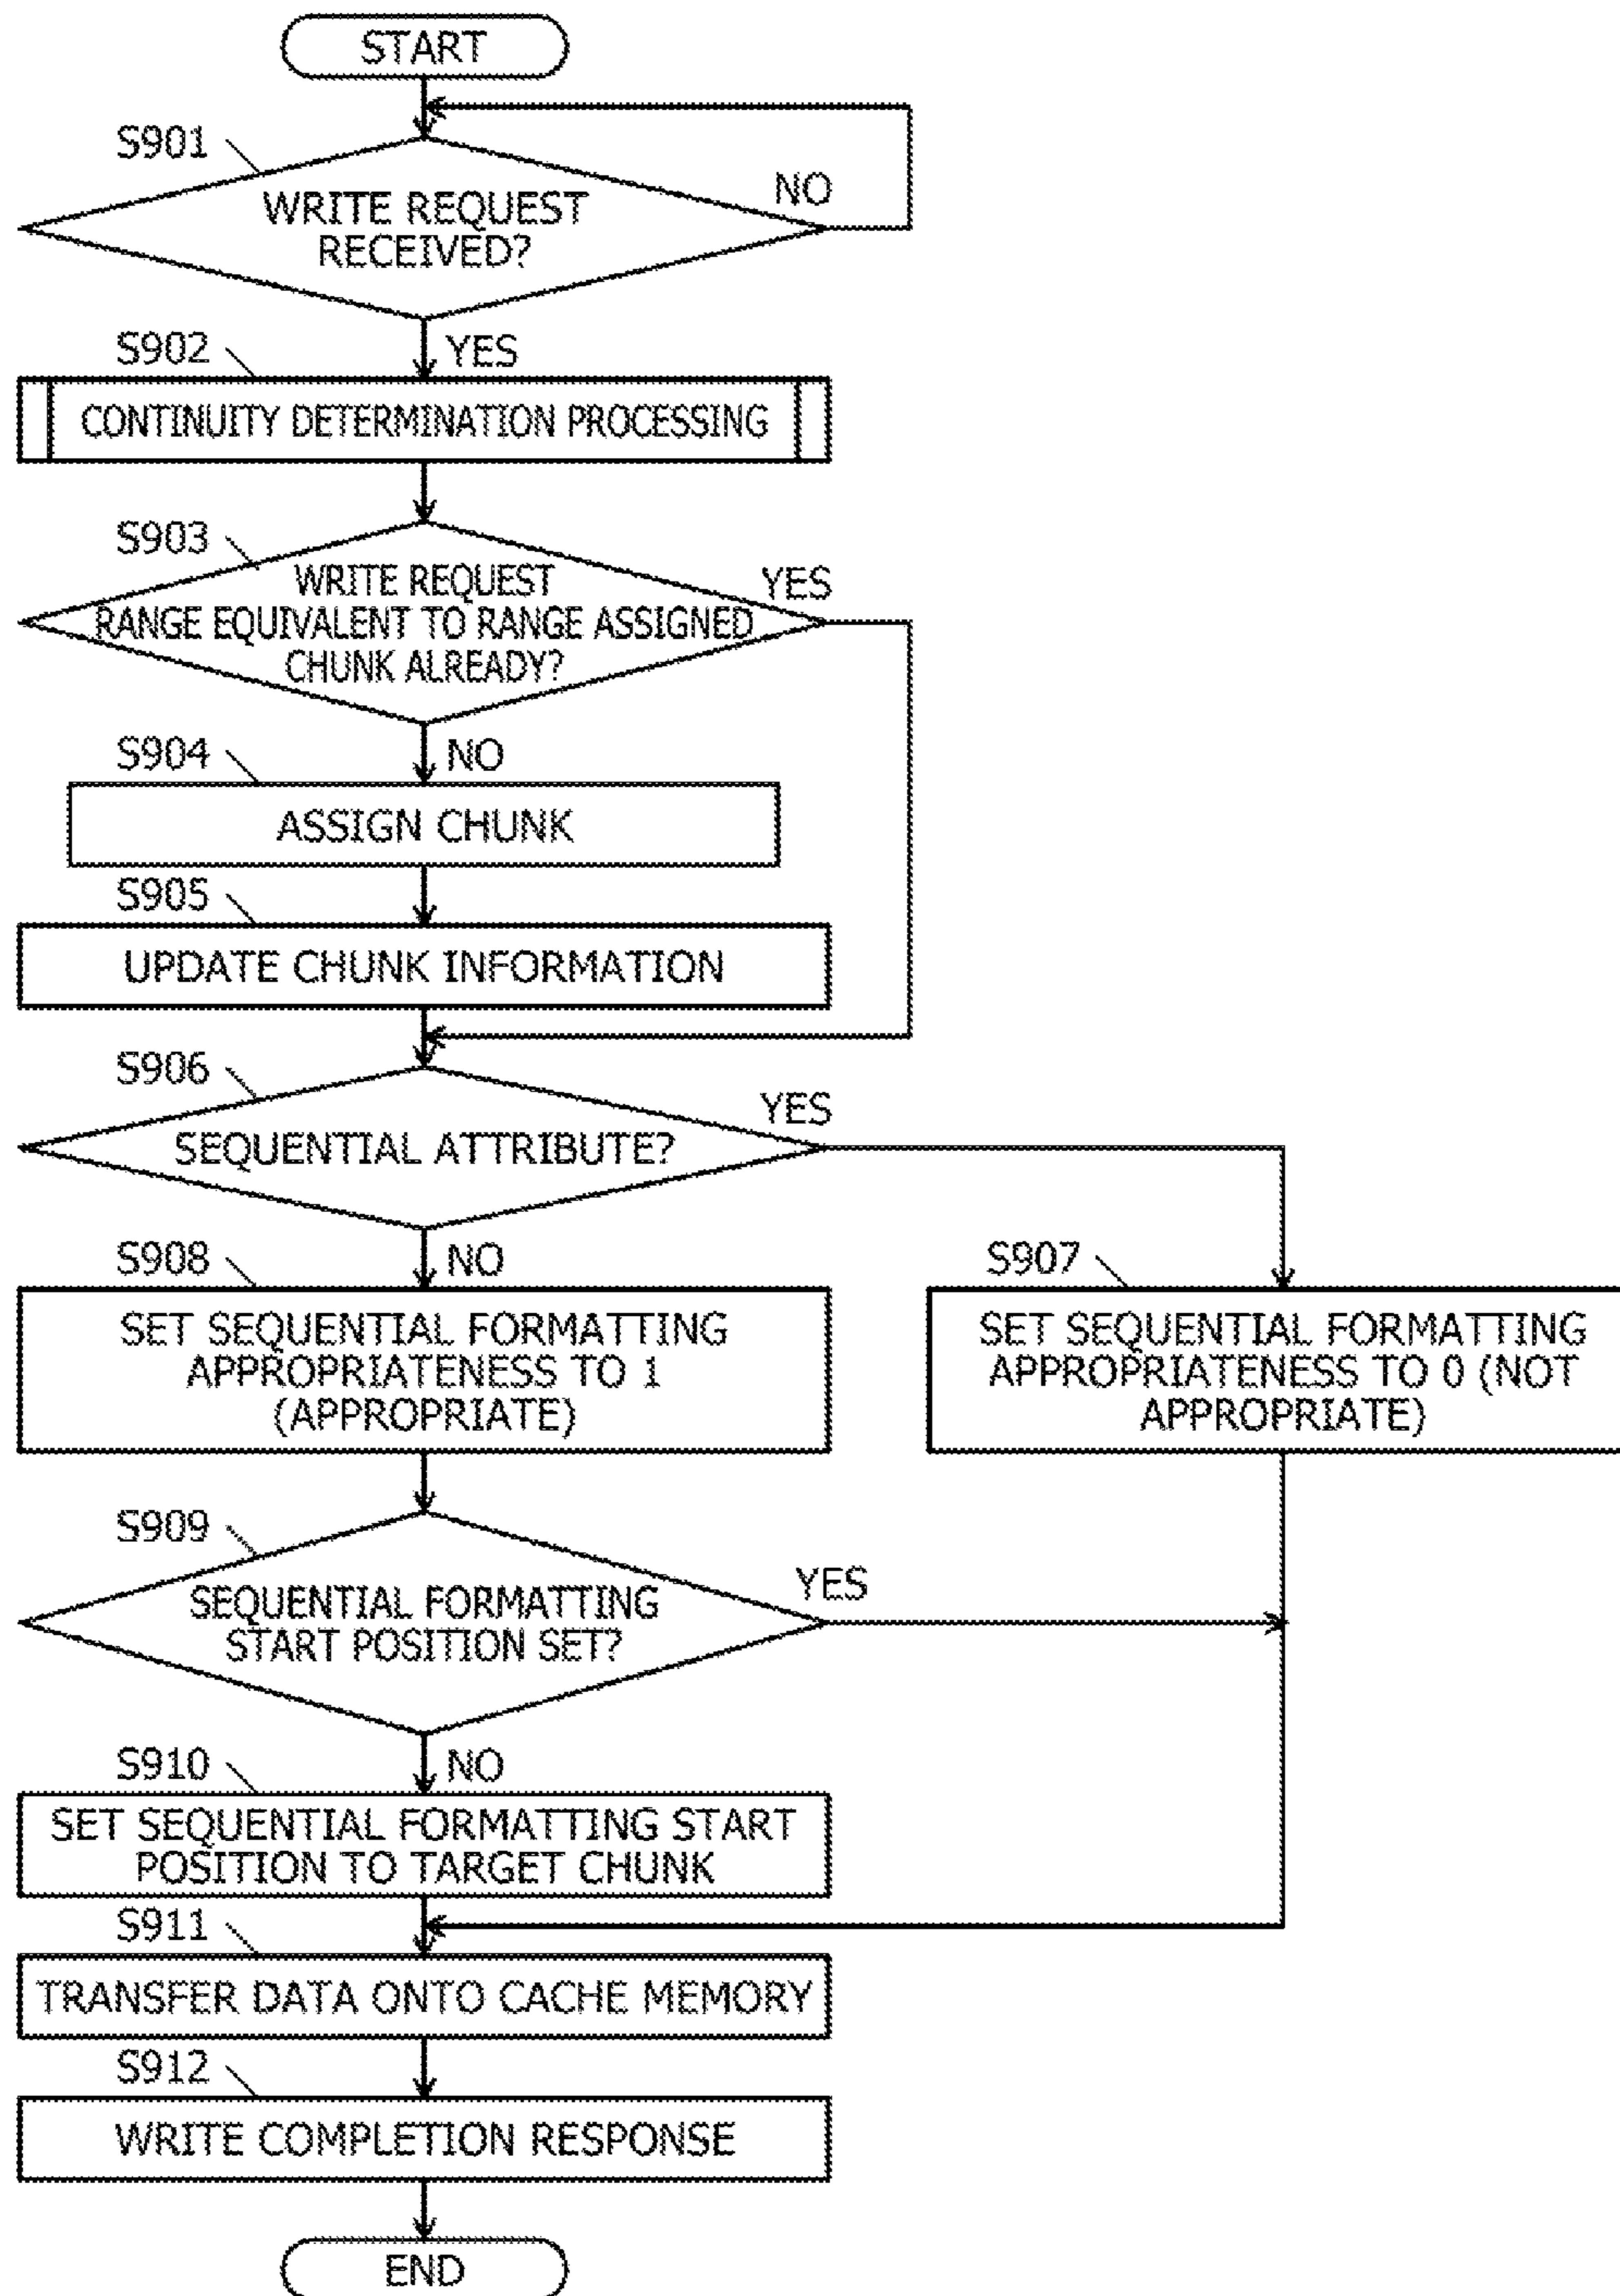 START
S901
WRITE REQUEST
RECEIVED?
NO
YES
S902
CONTINUITY DETERMINATION PROCESSING
S903
WRITE REQUEST
RANGE EQUIVALENT TO RANGE ASSIGNED
CHUNK ALREADY?
YES
NO
S904
ASSIGN CHUNK
S905
UPDATE CHUNK INFORMATION
S906
SEQUENTIAL ATTRIBUTE?
YES
NO
S908
SET SEQUENTIAL FORMATTING
APPROPRIATENESS TO 1
(APPROPRIATE)
S907
SET SEQUENTIAL FORMATTING
APPROPRIATENESS TO 0 (NOT
APPROPRIATE)
S909
SEQUENTIAL FORMATTING
START POSITION SET?
YES
NO
S910
SET SEQUENTIAL FORMATTING START
POSITION TO TARGET CHUNK
S911
TRANSFER DATA ONTO CACHE MEMORY
S912
WRITE COMPLETION RESPONSE
END